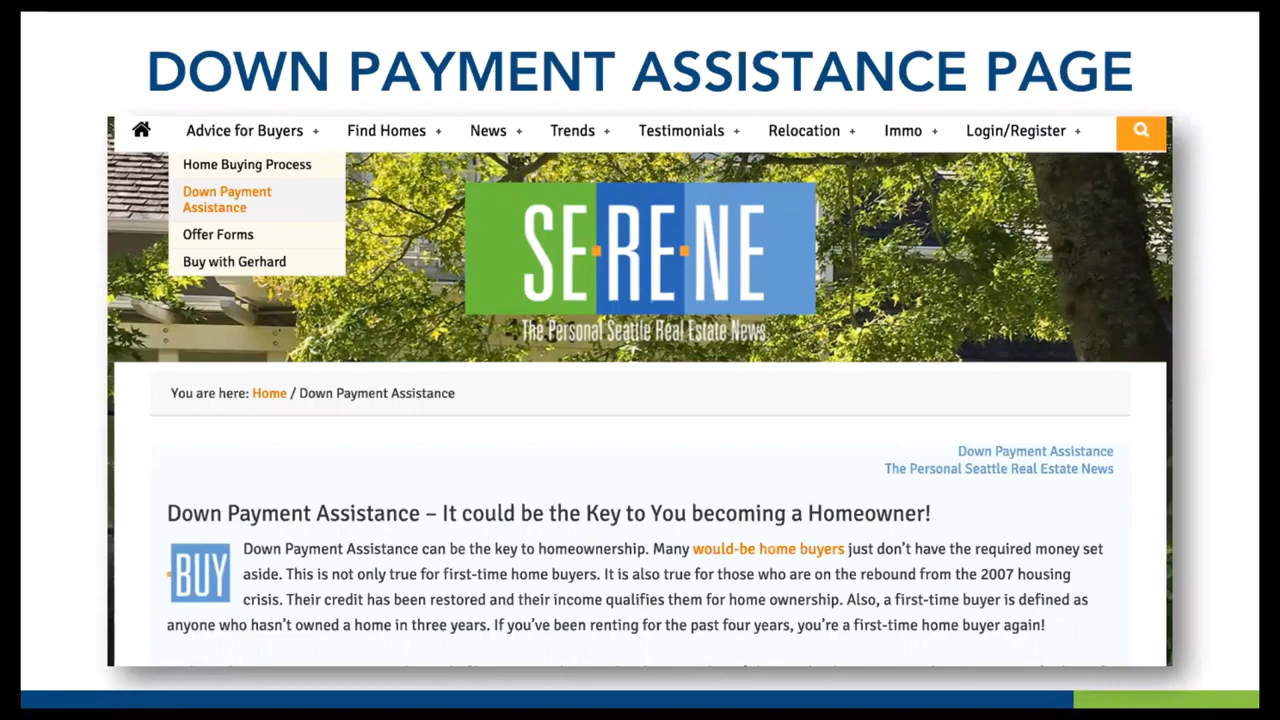 DOWN PAYMENT ASSISTANCE PAGE
Advice for Buyers + Find Homes + News + Trends + Testimonials + Relocation + Immo + Login/Register +
Home Buying Process
Down Payment
Assistance
Offer Forms
Buy with Gerhard
SE·RE·NE
The Personal Seattle Real Estate News
You are here: Home / Down Payment Assistance
Down Payment Assistance
The Personal Seattle Real Estate News
Down Payment Assistance – It could be the Key to You becoming a Homeowner!
BUY
Down Payment Assistance can be the key to homeownership. Many would-be home buyers just don't have the required money set
aside. This is not only true for first-time home buyers. It is also true for those who are on the rebound from the 2007 housing
crisis. Their credit has been restored and their income qualifies them for home ownership. Also, a first-time buyer is defined as
anyone who hasn't owned a home in three years. If you've been renting for the past four years, you're a first-time home buyer again!